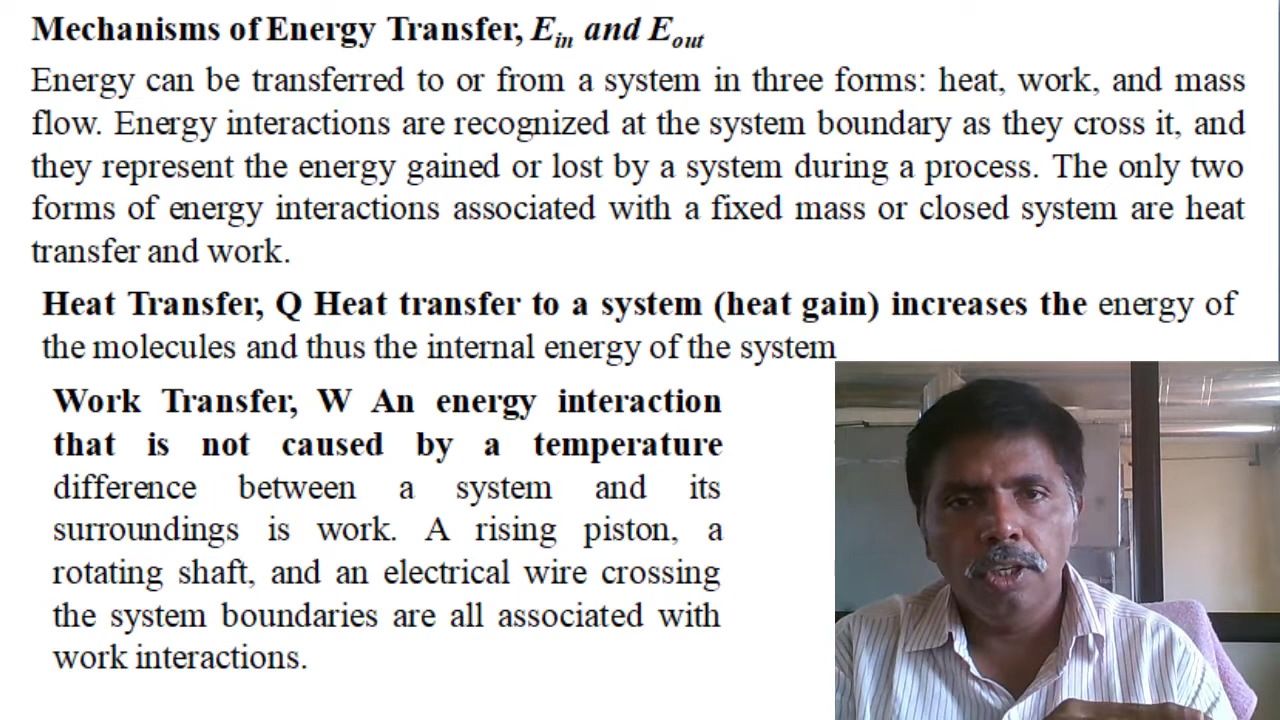 Mechanisms of Energy Transfer, Ein and Eout
Energy can be transferred to or from a system in three forms: heat, work, and mass
flow. Energy interactions are recognized at the system boundary as they cross it, and
they represent the energy gained or lost by a system during a process. The only two
forms of energy interactions associated with a fixed mass or closed system are heat
transfer and work.
Heat Transfer, Q Heat transfer to a system (heat gain) increases the energy of
the molecules and thus the internal energy of the system
Work Transfer, W An energy interaction
that is not caused by a temperature
difference between a system and its
surroundings is work. A rising piston, a
rotating shaft, and an electrical wire crossing
the system boundaries are all associated with
work interactions.